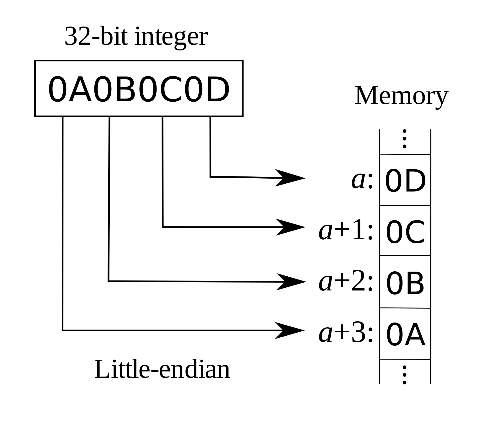 32-bit integer
0A0B0C0D
Memory
⋮
a: 0D
a+1: 0C
a+2: 0B
a+3: 0A
⋮
Little-endian